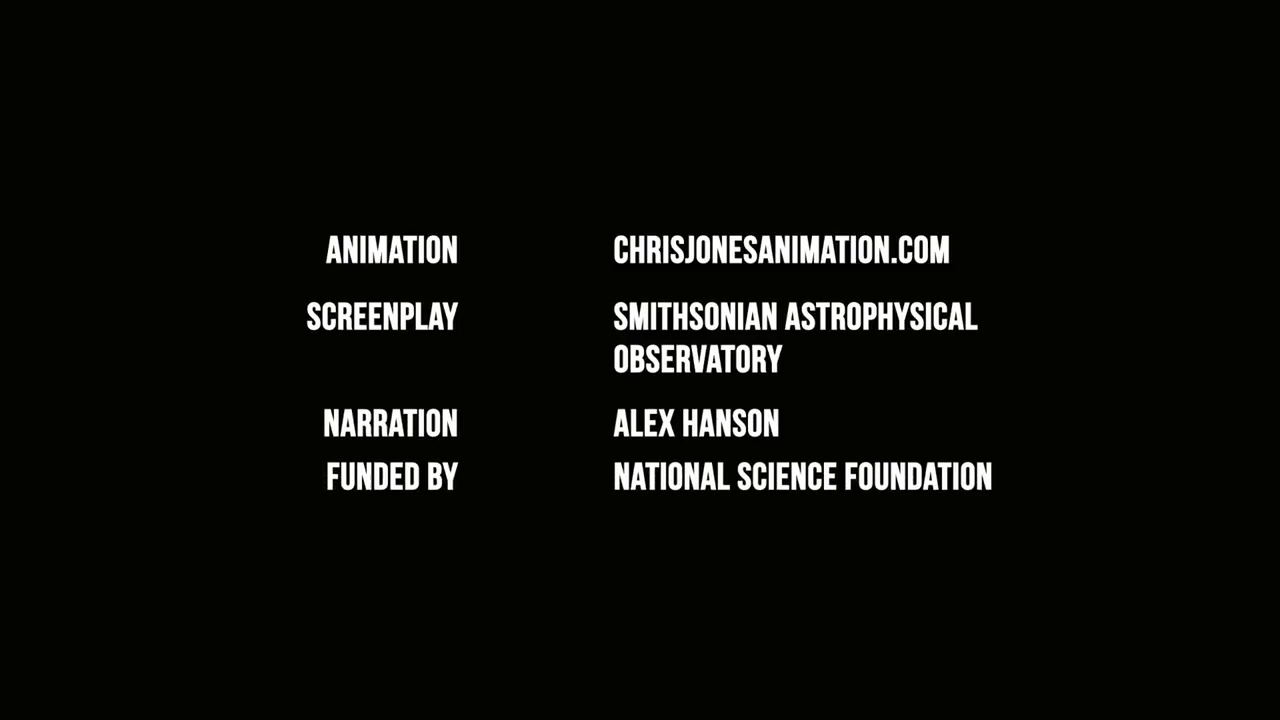 ANIMATION CHRISJONESANIMATION.COM
SCREENPLAY SMITHSONIAN ASTROPHYSICAL
OBSERVATORY
NARRATION ALEX HANSON
FUNDED BY NATIONAL SCIENCE FOUNDATION